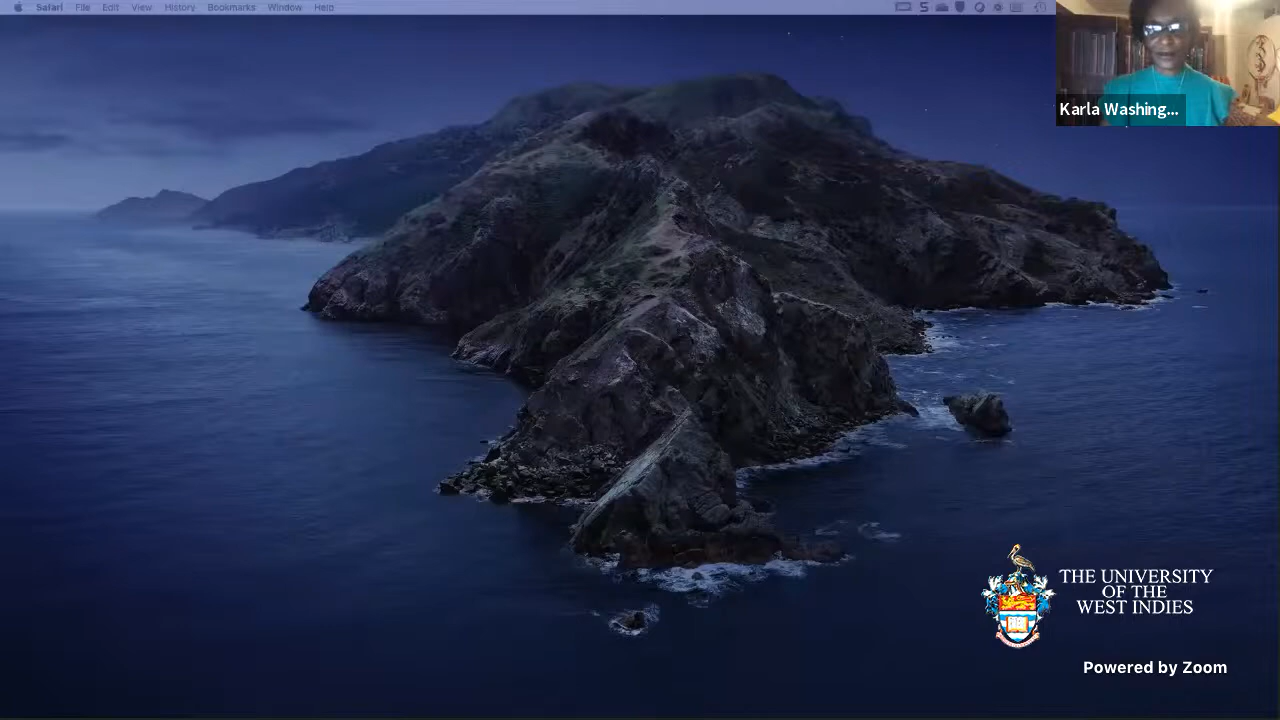 Safari File Edit View History Bookmarks Window Help
Karla Washing...
THE UNIVERSITY
OF THE
WEST INDIES
Powered by Zoom